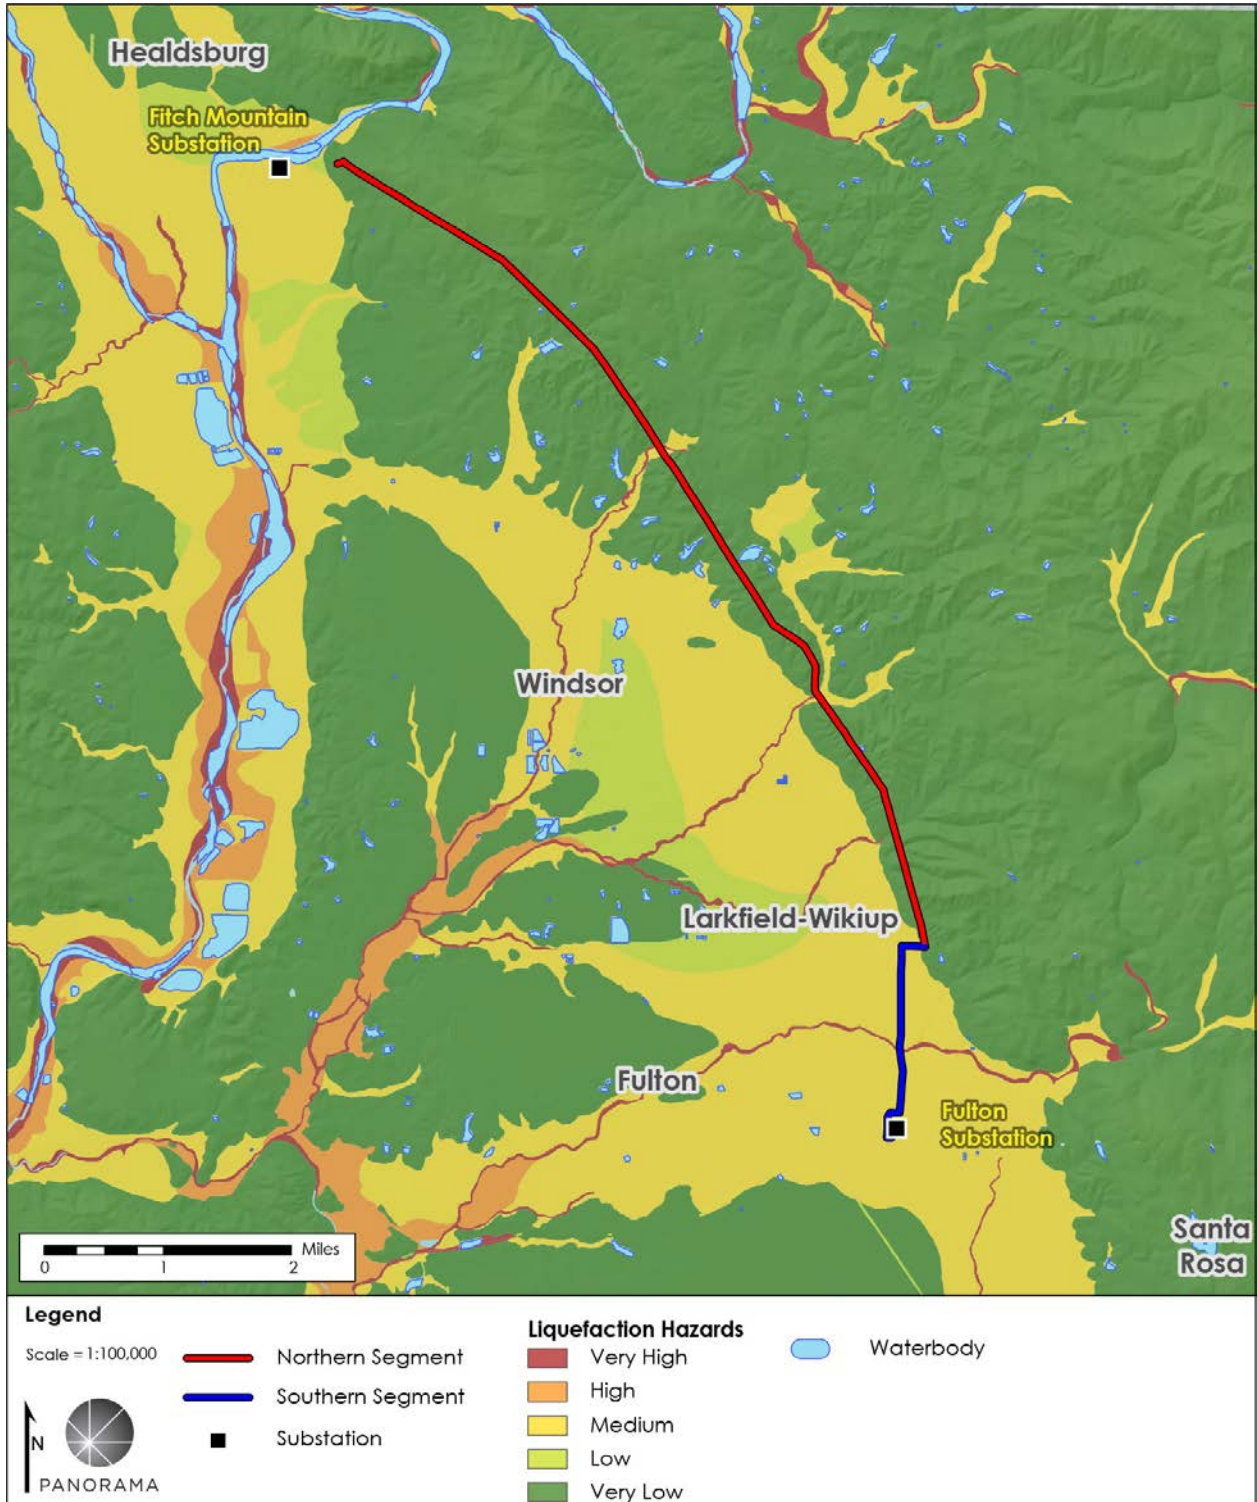 Healdsburg
Fitch Mountain
Substation
Windsor
Larkfield-Wikiup
Fulton
Fulton
Substation
Santa
Rosa
Miles
0 1 2
Legend
Scale = 1:100,000
N
PANORAMA
Northern Segment
Southern Segment
Substation
Liquefaction Hazards
Very High
High
Medium
Low
Very Low
Waterbody